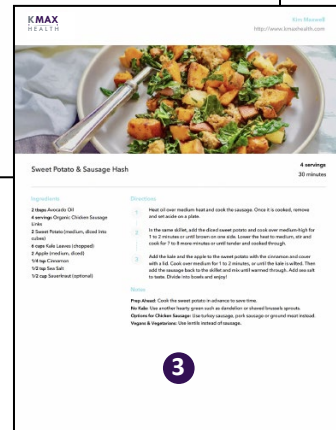 KMAX
HEALTH
Kim Maxwell
http://www.kmaxhealth.com
Sweet Potato & Sausage Hash
4 servings
30 minutes
Ingredients
2 tbsps Avocado Oil
4 servings Organic Chicken Sausage
Links
2 Sweet Potato (medium, diced into
cubes)
6 cups Kale Leaves (chopped)
2 Apple (medium, diced)
1/4 tsp Cinnamon
1/2 tsp Sea Salt
1/2 cup Sauerkraut (optional)
Directions
1 Heat oil over medium heat and cook the sausage. Once it is cooked, remove
and set aside on a plate.
2 In the same skillet, add the diced sweet potato and cook over medium-high for
1 to 2 minutes or until brown on one side. Lower the heat to medium, stir and
cook for 7 to 8 more minutes or until tender and cooked through.
3 Add the kale and the apple to the sweet potato with the cinnamon and cover
with a lid. Cook over medium for 1 to 2 minutes, or until the kale is wilted. Then
add the sausage back to the skillet and mix until warmed through. Add sea salt
to taste. Divide into bowls and enjoy!
Notes
Prep Ahead: Cook the sweet potato in advance to save time.
No Kale: Use another hearty green such as dandelion or shaved brussels sprouts.
Options for Chicken Sausage: Use turkey sausage, pork sausage or ground meat instead.
Vegans & Vegetarians: Use lentils instead of sausage.
3